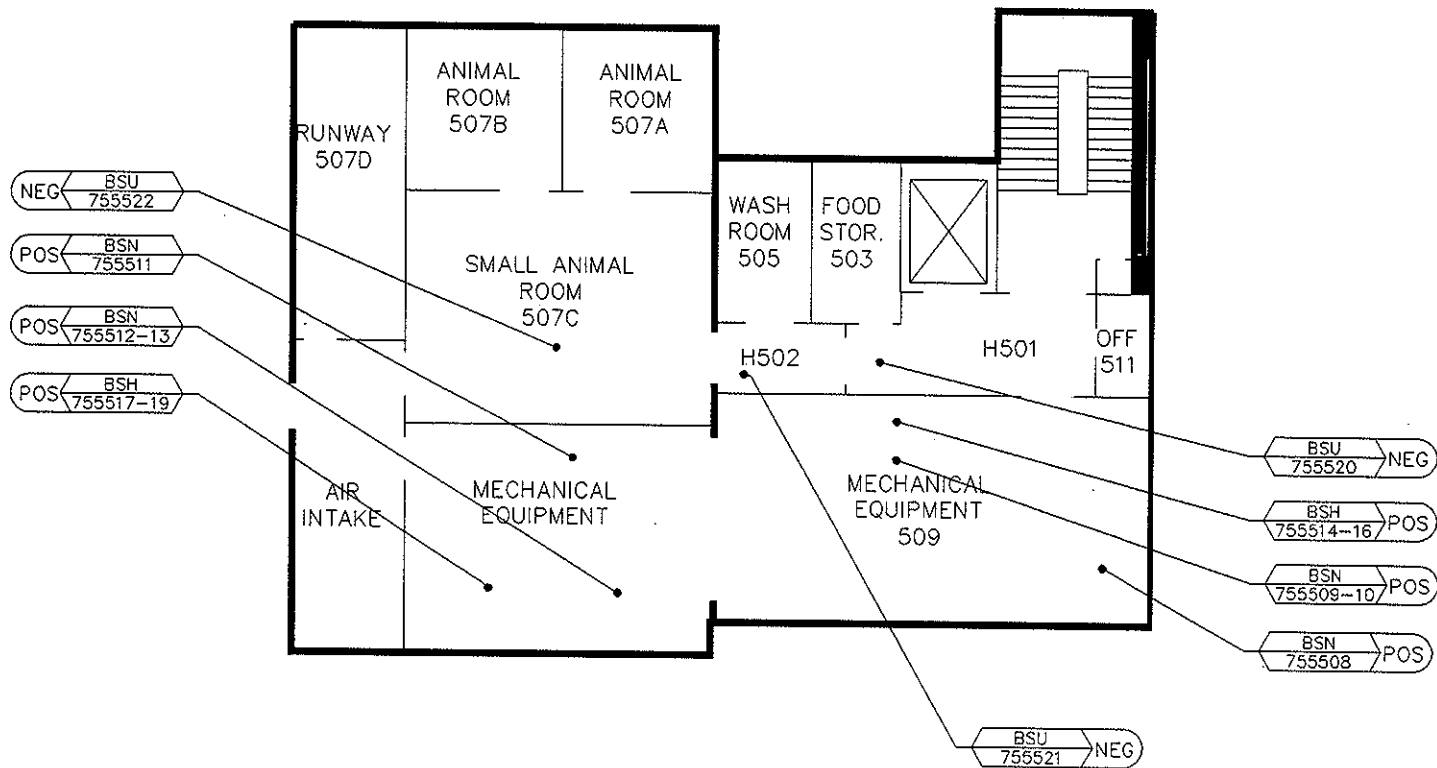 ANIMAL
ROOM
507B
ANIMAL
ROOM
507A
RUNWAY
507D
NEG
BSU
755522
POS
BSN
755511
POS
BSN
755512-13
POS
BSH
755517-19
SMALL ANIMAL
ROOM
507C
WASH
ROOM
505
FOOD
STOR.
503
H502
H501
OFF
511
AIR
INTAKE
MECHANICAL
EQUIPMENT
MECHANICAL
EQUIPMENT
509
BSU
755520
NEG
BSH
755514-16
POS
BSN
755509-10
POS
BSN
755508
POS
BSU
755521
NEG